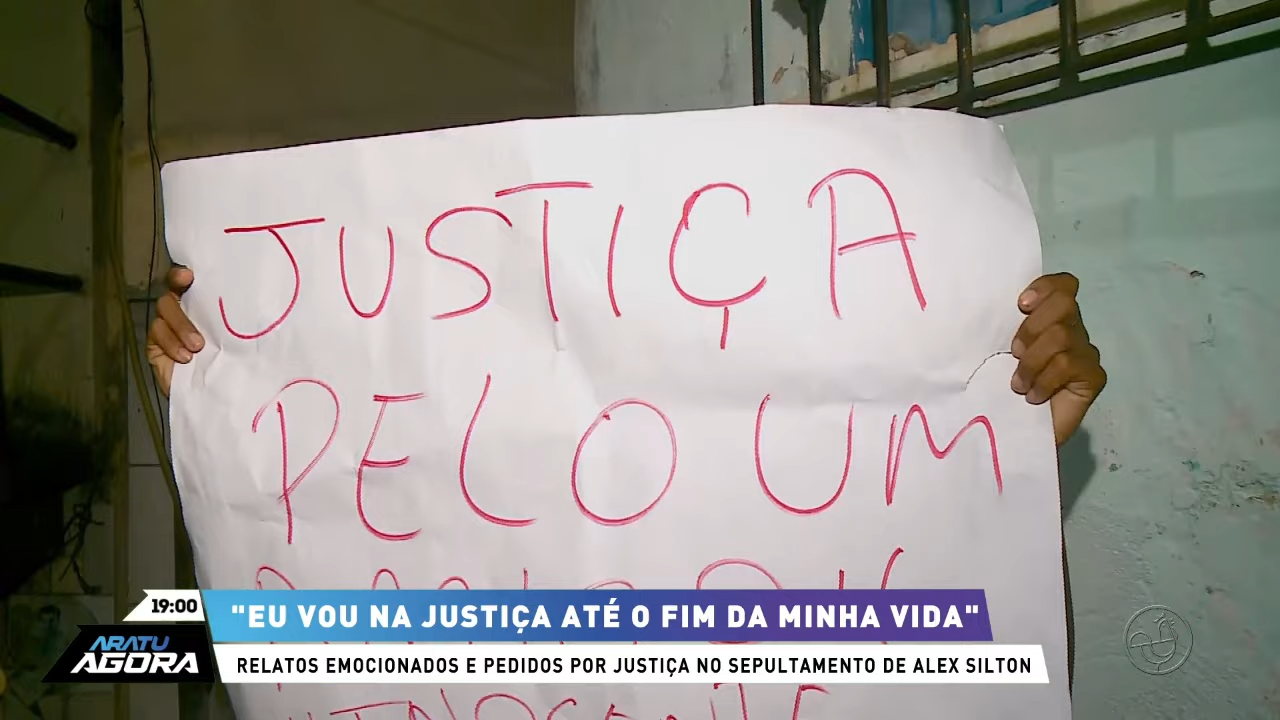 JUSTIÇA
PELO UM
INOCENTE
19:00
"EU VOU NA JUSTIÇA ATÉ O FIM DA MINHA VIDA"
ARATU
AGORA
RELATOS EMOCIONADOS E PEDIDOS POR JUSTIÇA NO SEPULTAMENTO DE ALEX SILTON